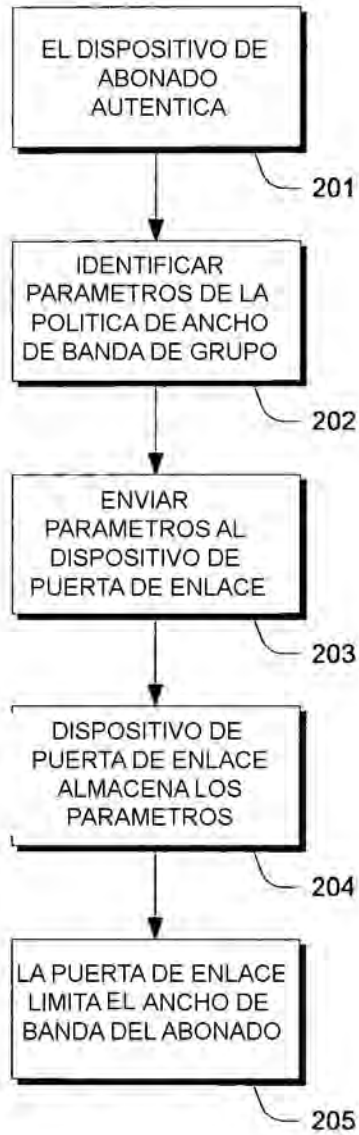 EL DISPOSITIVO DE
ABONADO
AUTENTICA
201
IDENTIFICAR
PARAMETROS DE LA
POLITICA DE ANCHO
DE BANDA DE GRUPO
202
ENVIAR
PARAMETROS AL
DISPOSITIVO DE
PUERTA DE ENLACE
203
DISPOSITIVO DE
PUERTA DE ENLACE
ALMACENA LOS
PARAMETROS
204
LA PUERTA DE ENLACE
LIMITA EL ANCHO DE
BANDA DEL ABONADO
205